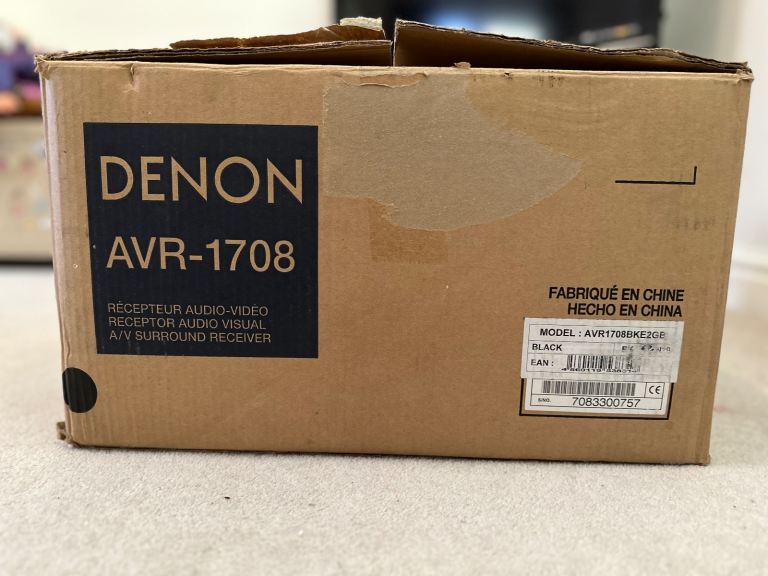 DENON
AVR-1708
RÉCEPTEUR AUDIO-VIDÉO
RECEPTOR AUDIO VISUAL
A/V SURROUND RECEIVER
FABRIQUÉ EN CHINE
HECHO EN CHINA
MODEL : AVR1708BKE2GB
BLACK
EAN :
CE
S/NO. 7083300757